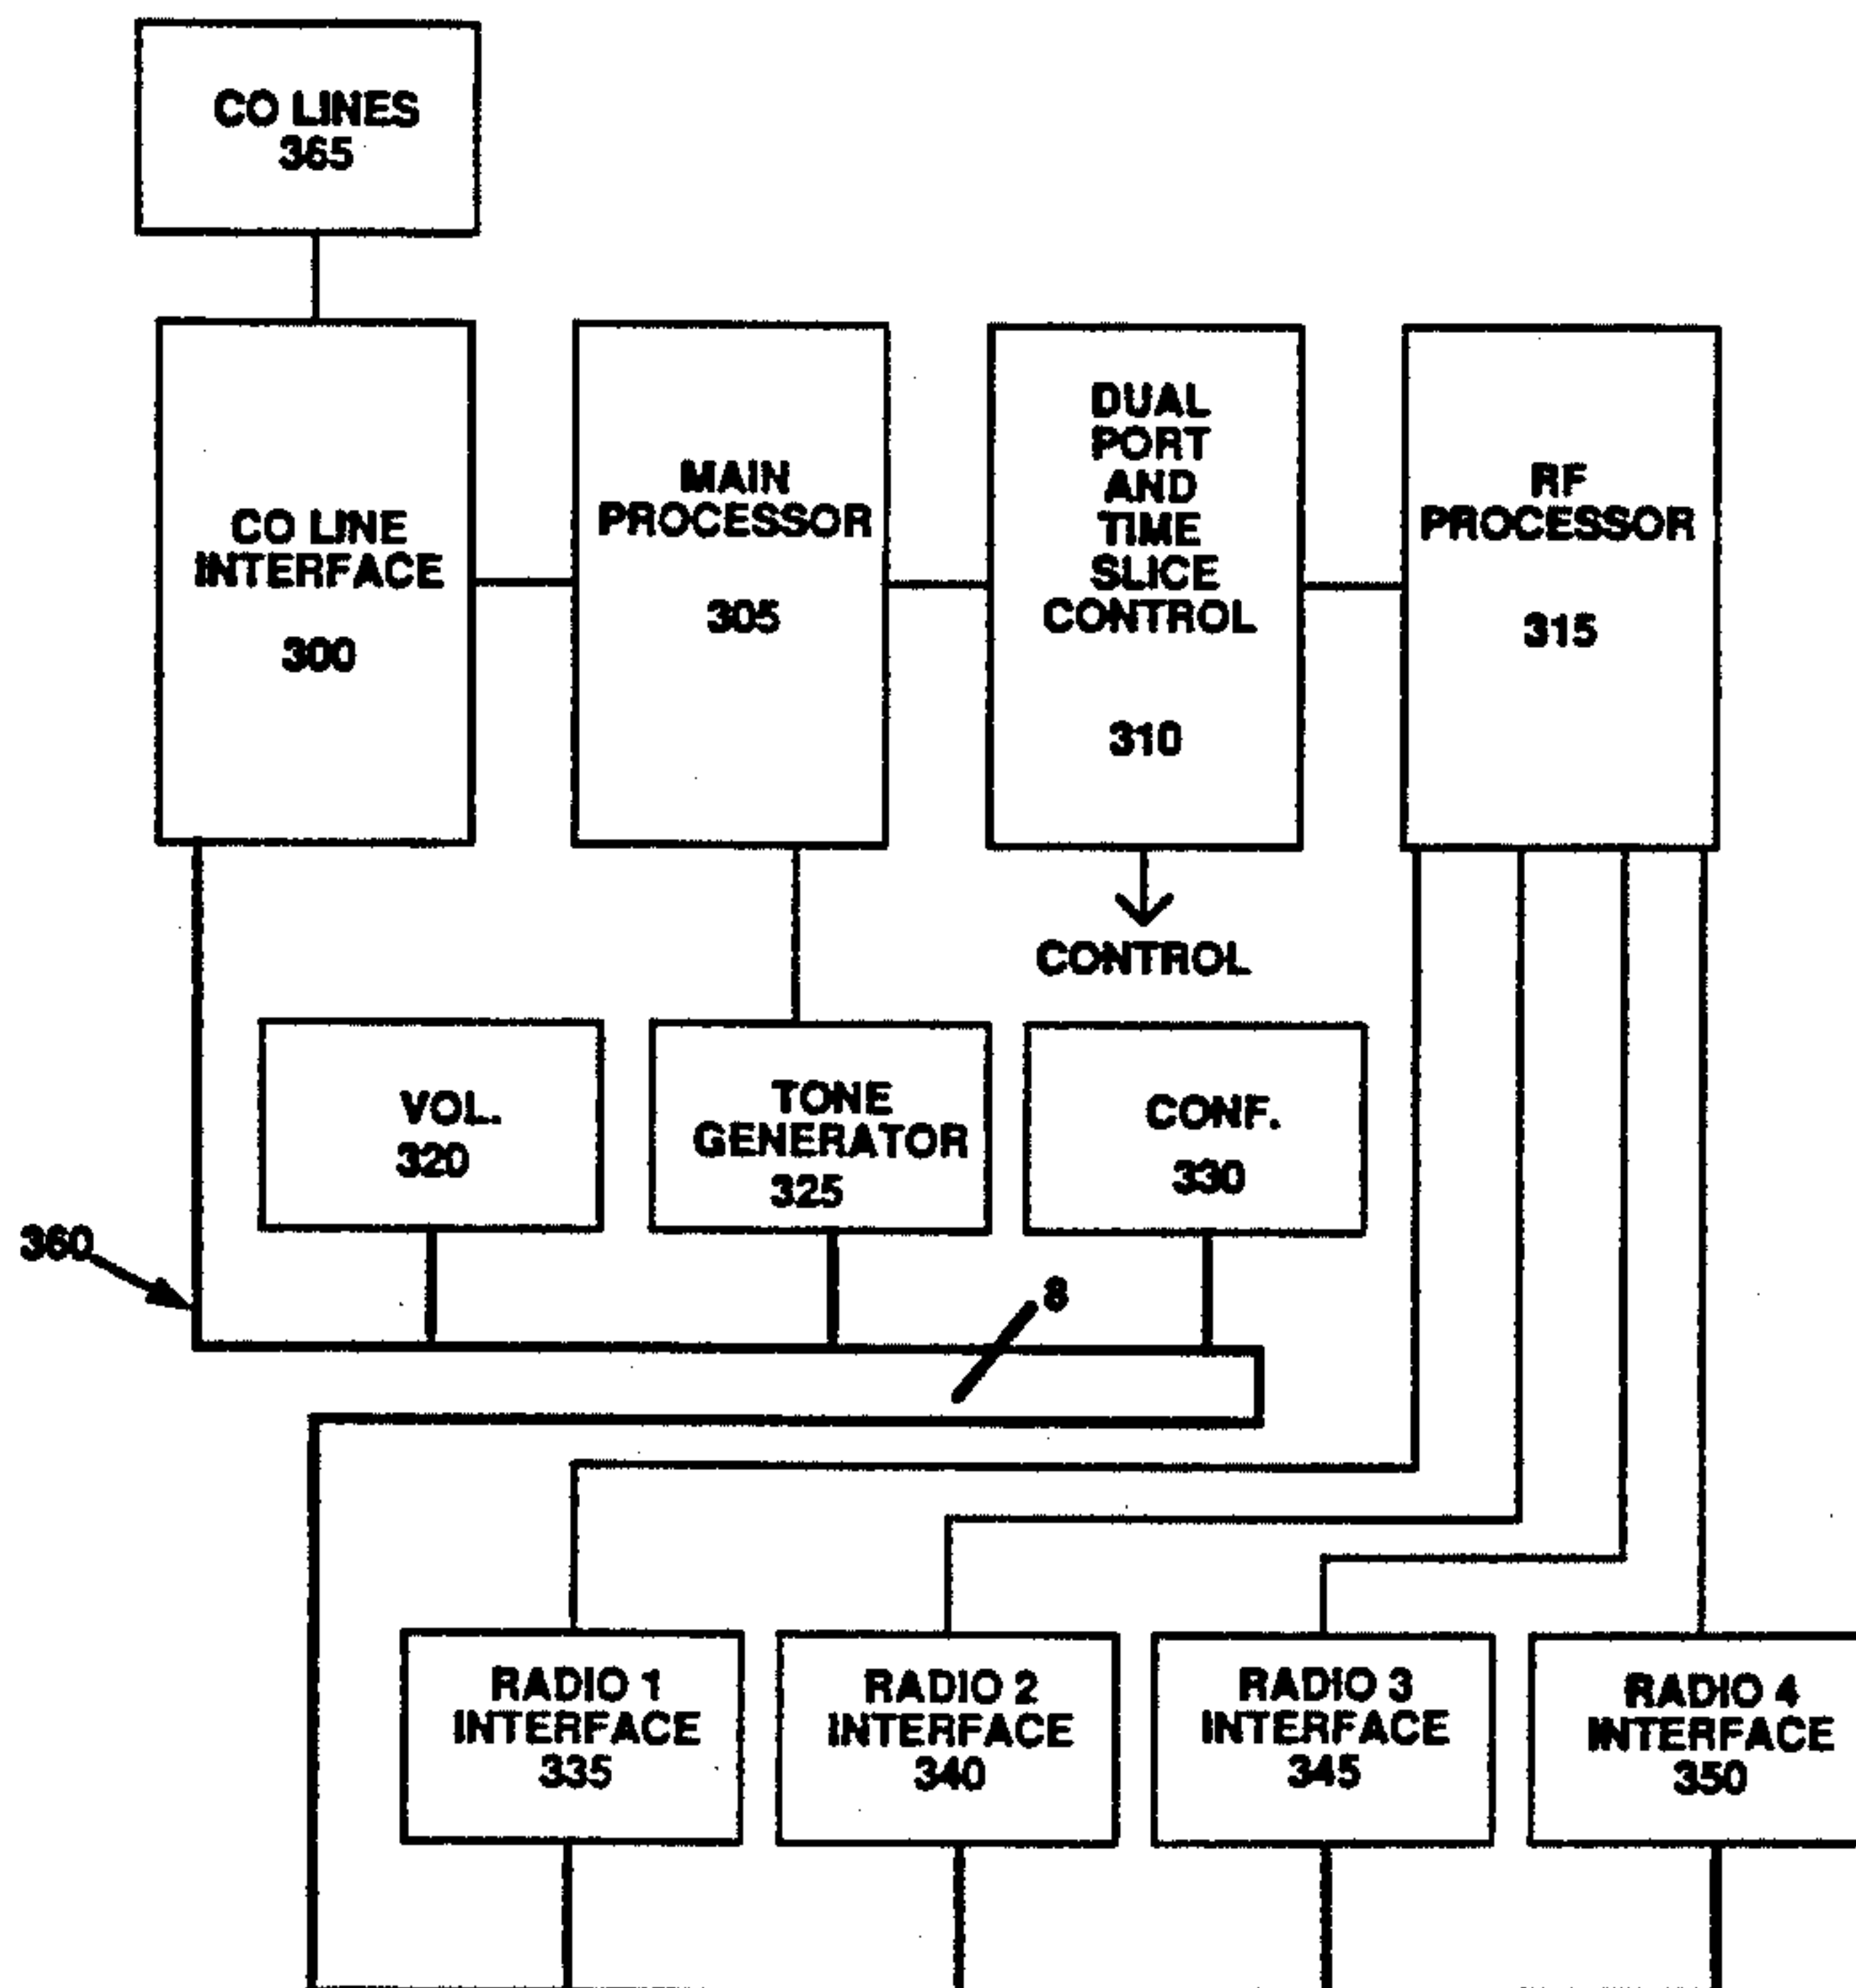 CO LINES
365
CO LINE
INTERFACE
300
MAIN
PROCESSOR
305
DUAL
PORT
AND
TIME
SLICE
CONTROL
310
RF
PROCESSOR
315
CONTROL
VOL.
320
TONE
GENERATOR
325
CONF.
330
360
8
RADIO 1
INTERFACE
335
RADIO 2
INTERFACE
340
RADIO 3
INTERFACE
345
RADIO 4
INTERFACE
350